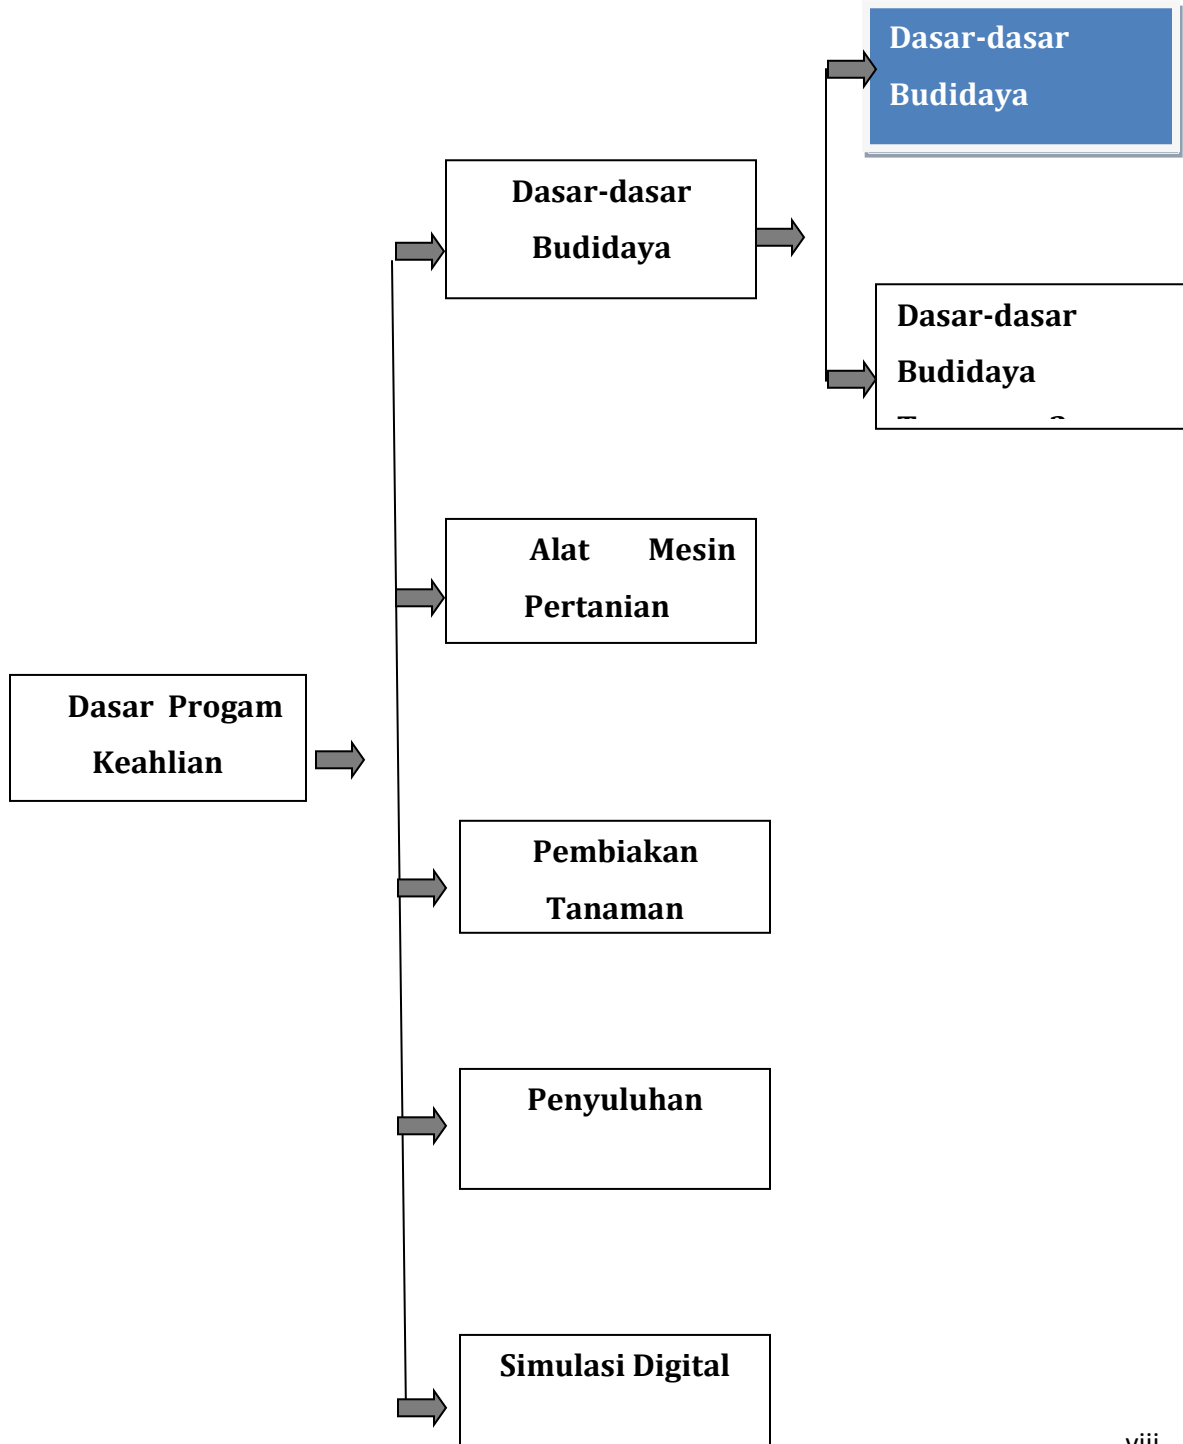 Dasar-dasar
Budidaya
Dasar-dasar
Budidaya
Dasar-dasar
Budidaya
Alat Mesin
Pertanian
Dasar Progam
Keahlian
Pembiakan
Tanaman
Penyuluhan
Simulasi Digital
viii